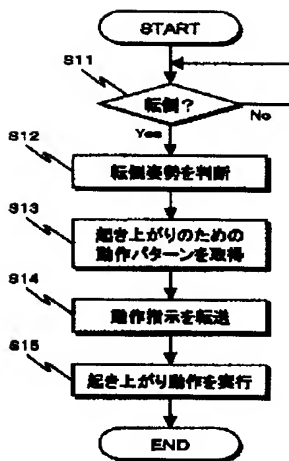 START
S11
転倒?
No
Yes
S12
転倒姿勢を判断
S13
起き上がりのための
動作パターンを取得
S14
動作指示を転送
S15
起き上がり動作を実行
END